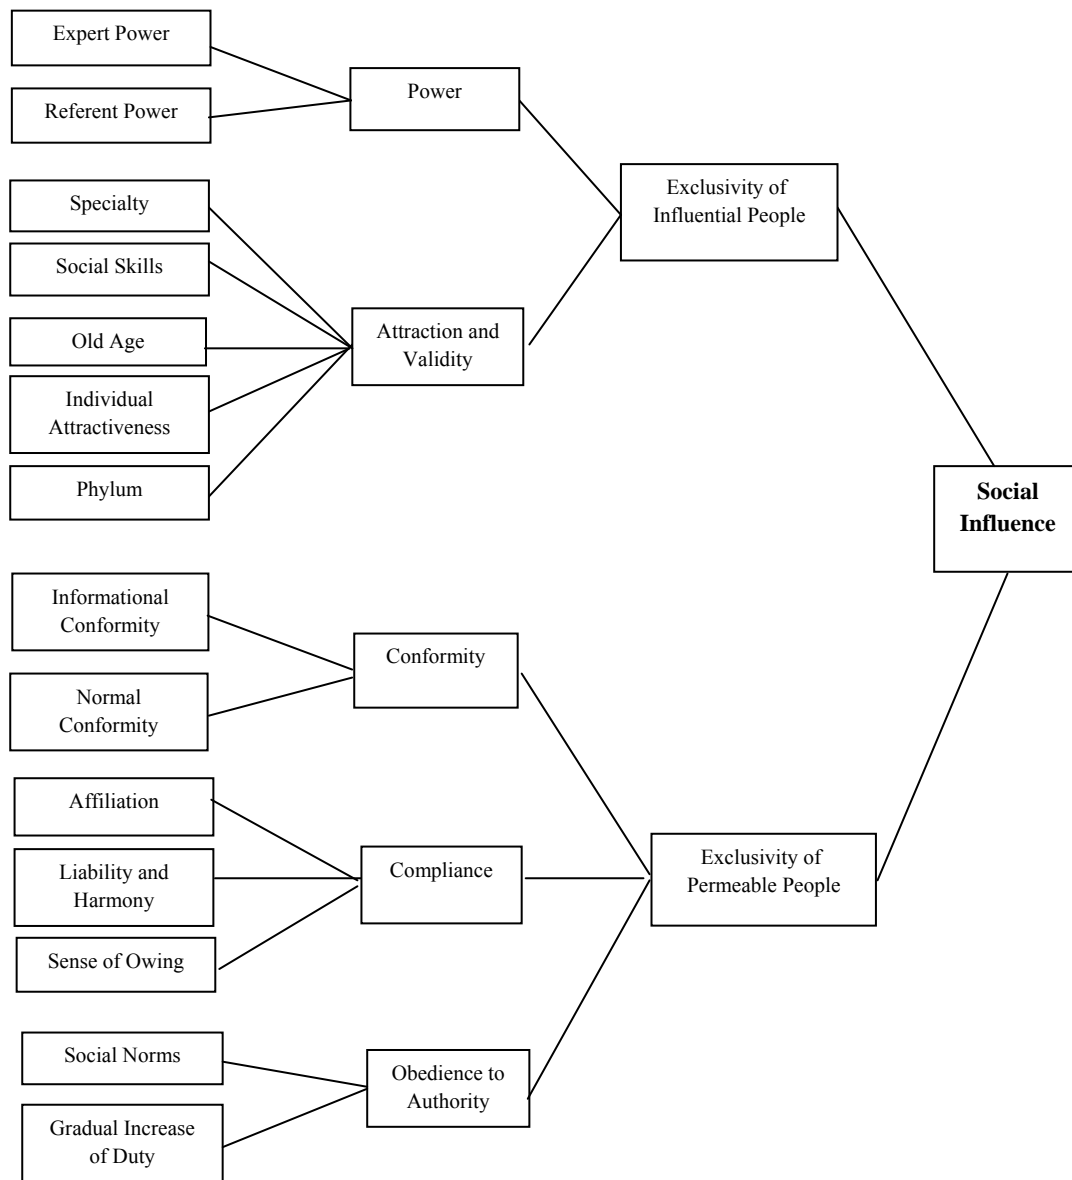 Expert Power
Referent Power
Power
Specialty
Social Skills
Old Age
Individual
Attractiveness
Phylum
Attraction and
Validity
Exclusivity of
Influential People
Social
Influence
Informational
Conformity
Normal
Conformity
Conformity
Affiliation
Liability and
Harmony
Sense of Owing
Compliance
Exclusivity of
Permeable People
Social Norms
Gradual Increase
of Duty
Obedience to
Authority